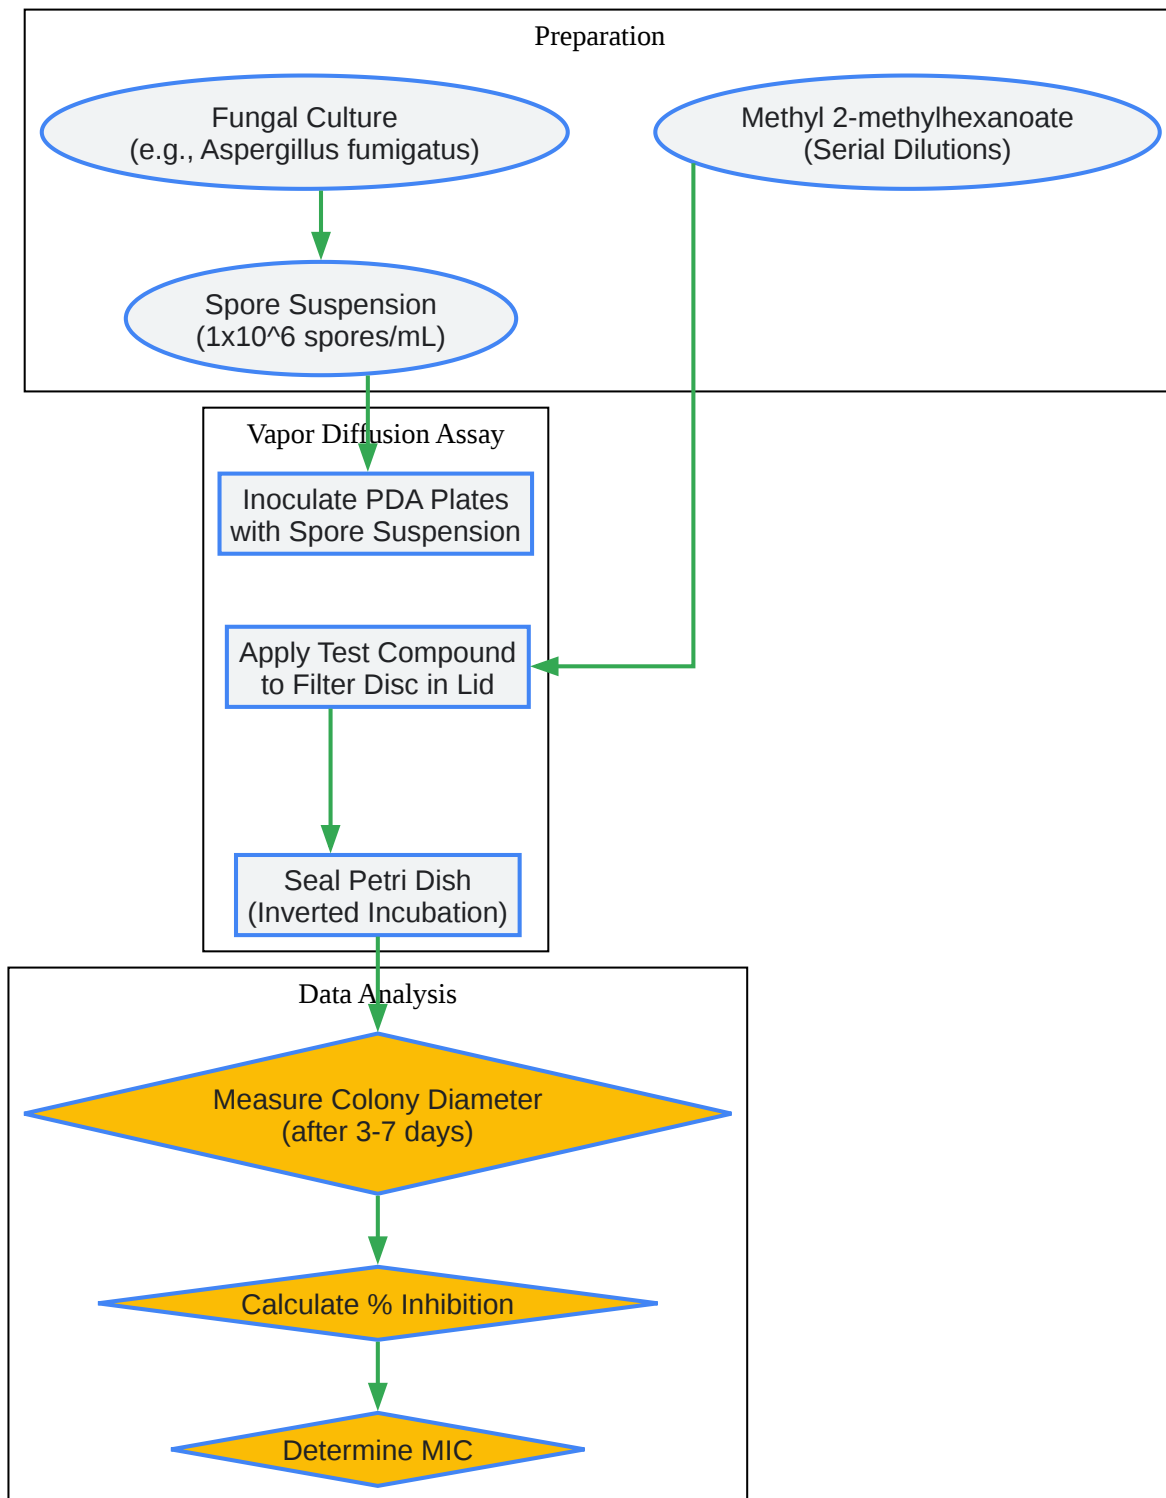 Preparation
Fungal Culture
(e.g., Aspergillus fumigatus)
Methyl 2-methylhexanoate
(Serial Dilutions)
Spore Suspension
(1x10^6 spores/mL)
Vapor Diffusion Assay
Inoculate PDA Plates
with Spore Suspension
Apply Test Compound
to Filter Disc in Lid
Seal Petri Dish
(Inverted Incubation)
Data Analysis
Measure Colony Diameter
(after 3-7 days)
Calculate % Inhibition
Determine MIC